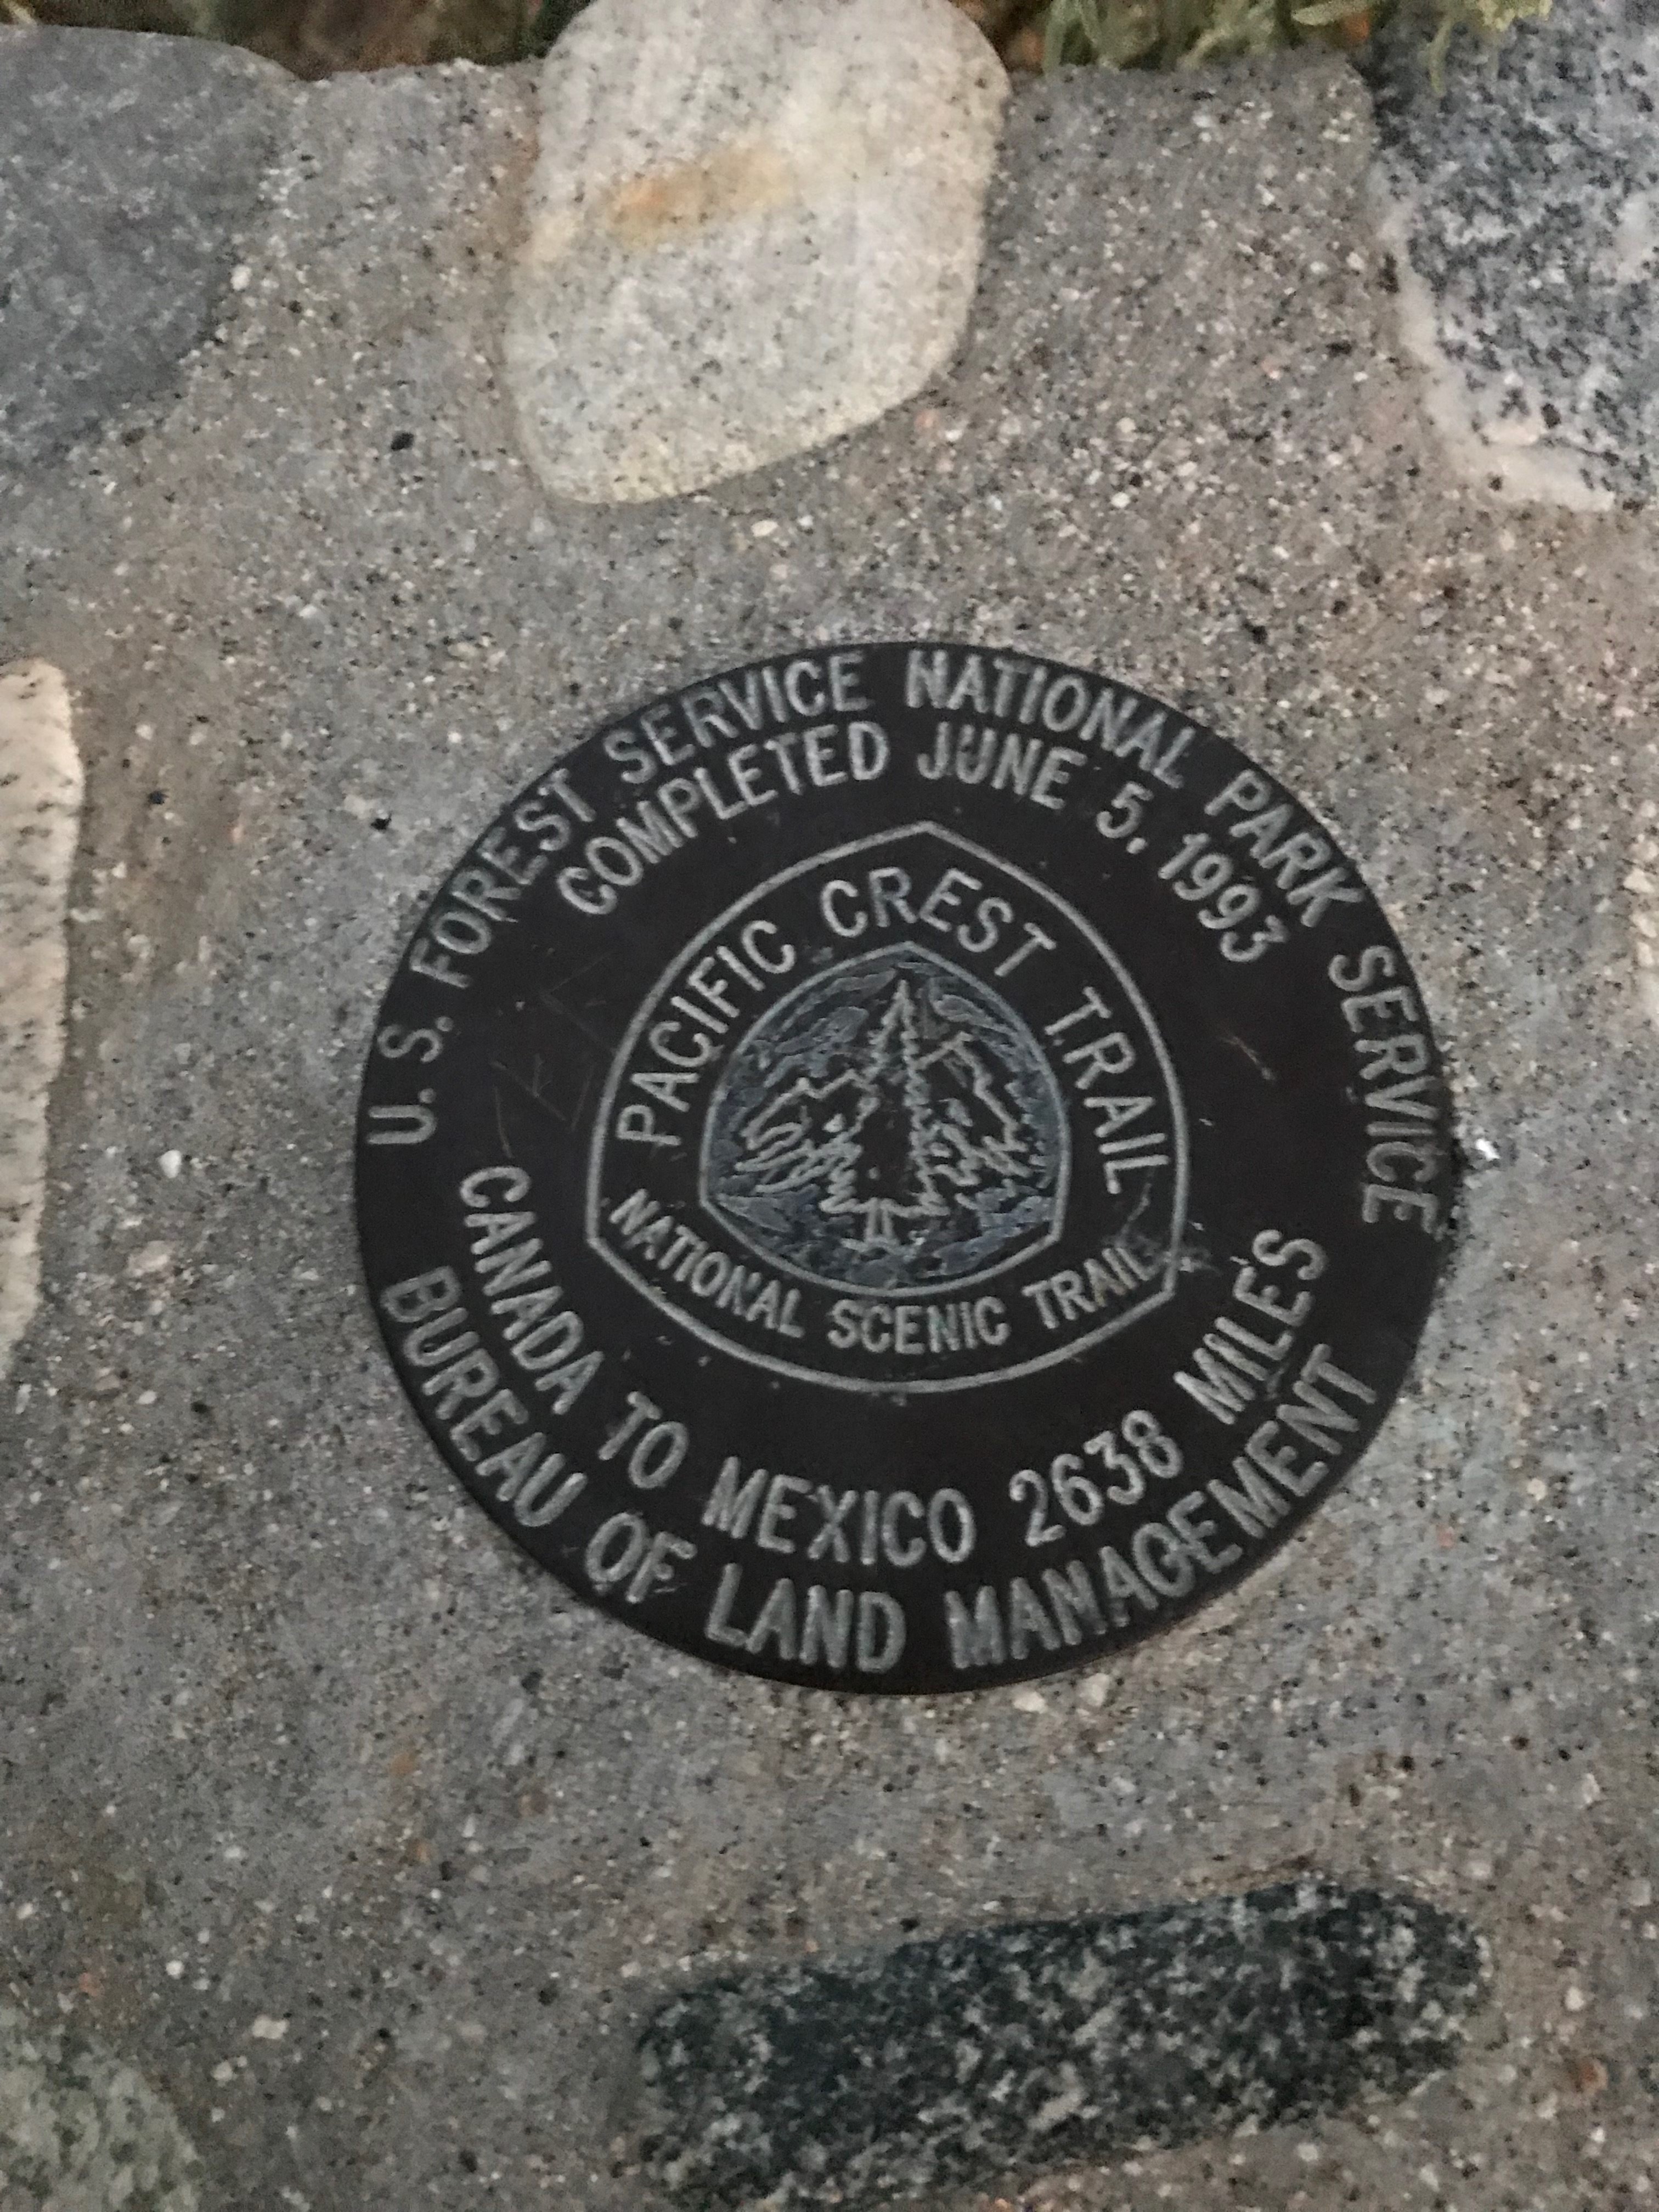 U.S. FOREST SERVICE NATIONAL PARK SERVICE
COMPLETED JUNE 5, 1993
PACIFIC CREST TRAIL
NATIONAL SCENIC TRAIL
CANADA TO MEXICO 2638 MILES
BUREAU OF LAND MANAGEMENT